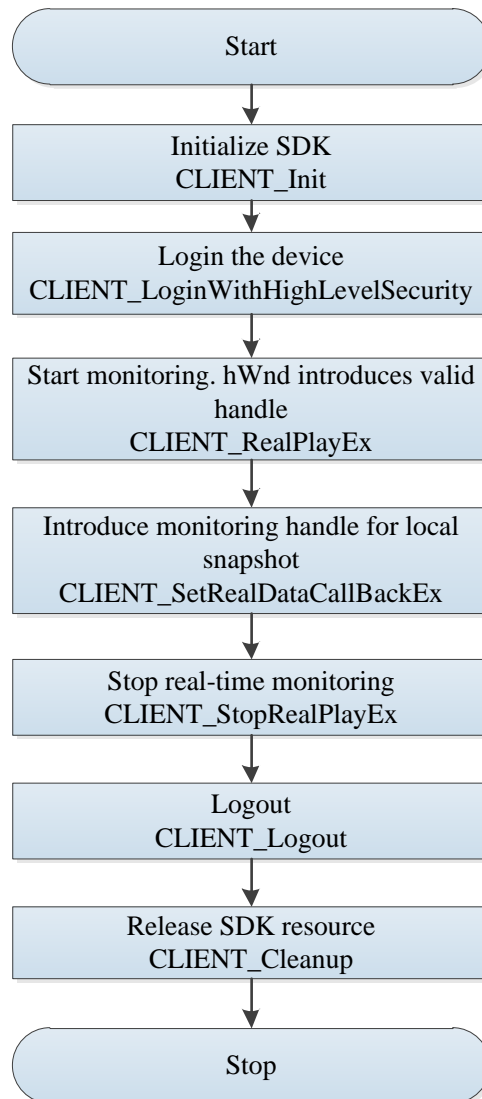 Start
Initialize SDK
CLIENT_Init
Login the device
CLIENT_LoginWithHighLevelSecurity
Start monitoring. hWnd introduces valid
handle
CLIENT_RealPlayEx
Introduce monitoring handle for local
snapshot
CLIENT_SetRealDataCallBackEx
Stop real-time monitoring
CLIENT_StopRealPlayEx
Logout
CLIENT_Logout
Release SDK resource
CLIENT_Cleanup
Stop